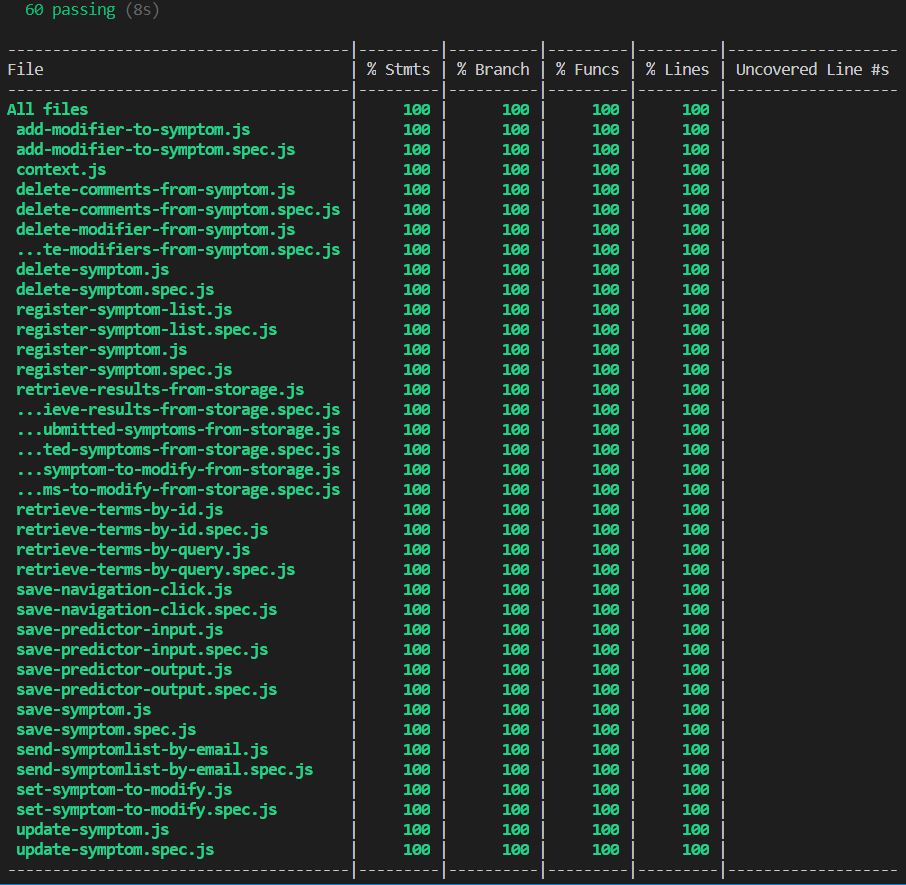 60 passing (8s)
-------------------------------------|---------|----------|---------|---------|-------------------
File | % Stmts | % Branch | % Funcs | % Lines | Uncovered Line #s
-------------------------------------|---------|----------|---------|---------|-------------------
All files | 100 | 100 | 100 | 100 |
add-modifier-to-symptom.js | 100 | 100 | 100 | 100 |
add-modifier-to-symptom.spec.js | 100 | 100 | 100 | 100 |
context.js | 100 | 100 | 100 | 100 |
delete-comments-from-symptom.js | 100 | 100 | 100 | 100 |
delete-comments-from-symptom.spec.js | 100 | 100 | 100 | 100 |
delete-modifier-from-symptom.js | 100 | 100 | 100 | 100 |
...te-modifiers-from-symptom.spec.js | 100 | 100 | 100 | 100 |
delete-symptom.js | 100 | 100 | 100 | 100 |
delete-symptom.spec.js | 100 | 100 | 100 | 100 |
register-symptom-list.js | 100 | 100 | 100 | 100 |
register-symptom-list.spec.js | 100 | 100 | 100 | 100 |
register-symptom.js | 100 | 100 | 100 | 100 |
register-symptom.spec.js | 100 | 100 | 100 | 100 |
retrieve-results-from-storage.js | 100 | 100 | 100 | 100 |
...ieve-results-from-storage.spec.js | 100 | 100 | 100 | 100 |
...ubmitted-symptoms-from-storage.js | 100 | 100 | 100 | 100 |
...ted-symptoms-from-storage.spec.js | 100 | 100 | 100 | 100 |
...symptom-to-modify-from-storage.js | 100 | 100 | 100 | 100 |
...ms-to-modify-from-storage.spec.js | 100 | 100 | 100 | 100 |
retrieve-terms-by-id.js | 100 | 100 | 100 | 100 |
retrieve-terms-by-id.spec.js | 100 | 100 | 100 | 100 |
retrieve-terms-by-query.js | 100 | 100 | 100 | 100 |
retrieve-terms-by-query.spec.js | 100 | 100 | 100 | 100 |
save-navigation-click.js | 100 | 100 | 100 | 100 |
save-navigation-click.spec.js | 100 | 100 | 100 | 100 |
save-predictor-input.js | 100 | 100 | 100 | 100 |
save-predictor-input.spec.js | 100 | 100 | 100 | 100 |
save-predictor-output.js | 100 | 100 | 100 | 100 |
save-predictor-output.spec.js | 100 | 100 | 100 | 100 |
save-symptom.js | 100 | 100 | 100 | 100 |
save-symptom.spec.js | 100 | 100 | 100 | 100 |
send-symptomlist-by-email.js | 100 | 100 | 100 | 100 |
send-symptomlist-by-email.spec.js | 100 | 100 | 100 | 100 |
set-symptom-to-modify.js | 100 | 100 | 100 | 100 |
set-symptom-to-modify.spec.js | 100 | 100 | 100 | 100 |
update-symptom.js | 100 | 100 | 100 | 100 |
update-symptom.spec.js | 100 | 100 | 100 | 100 |
-------------------------------------|---------|----------|---------|---------|-------------------